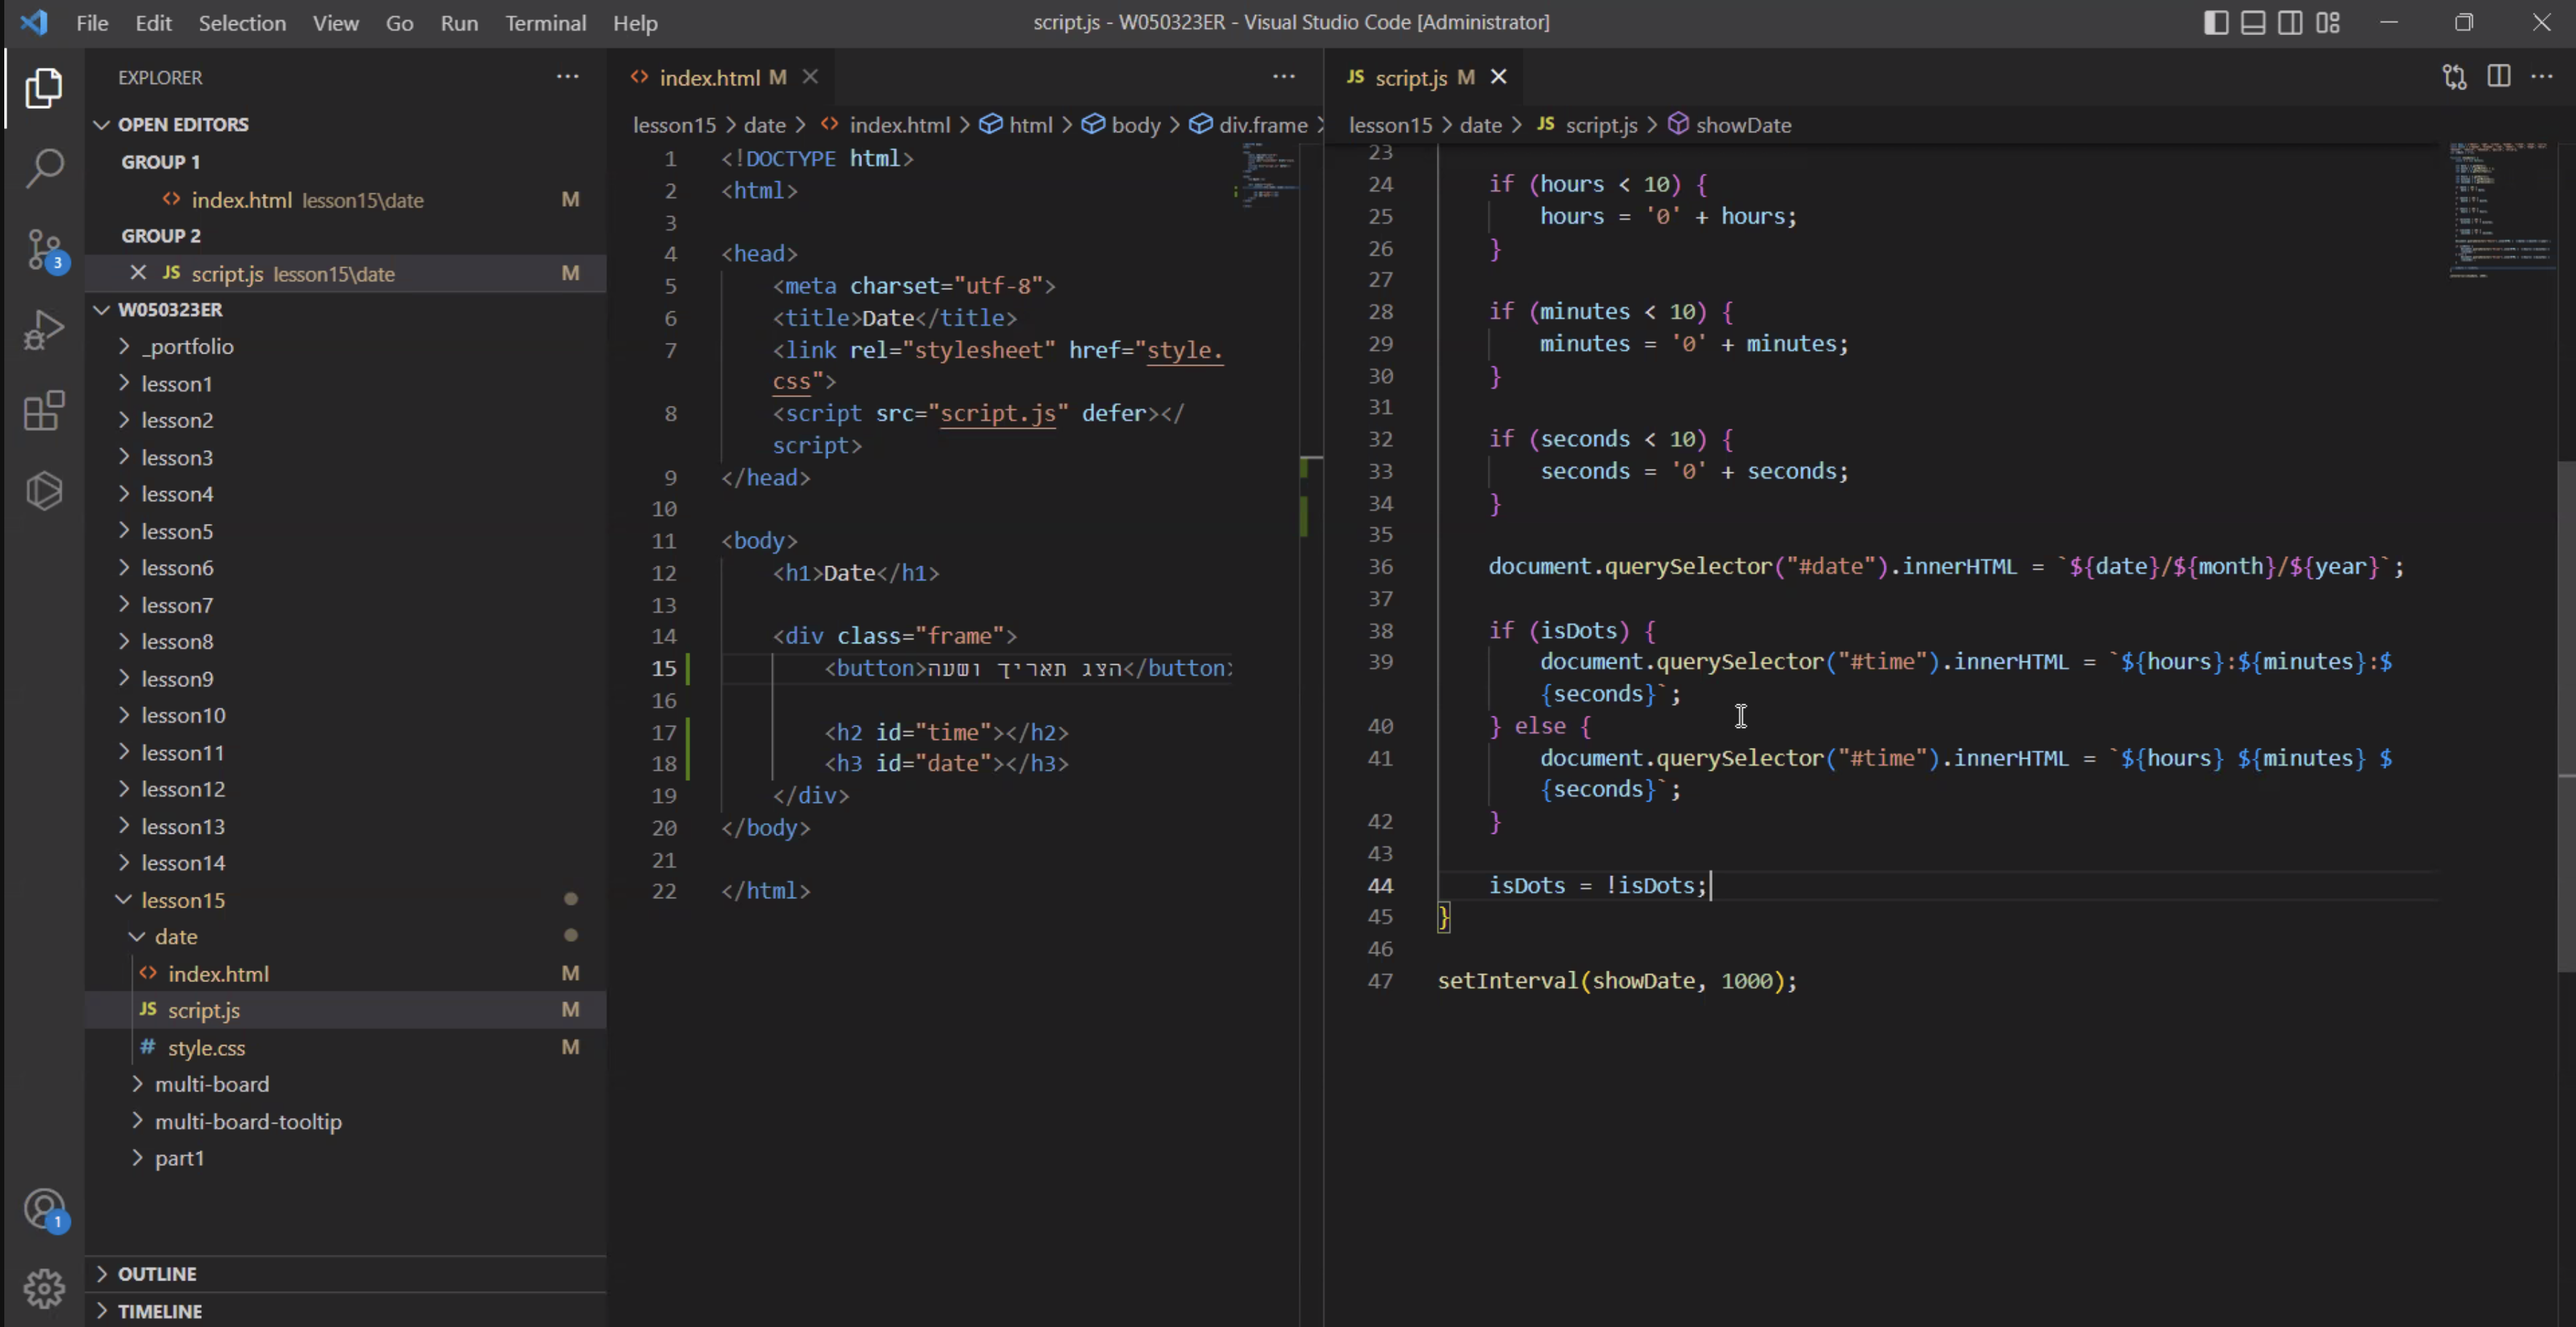 File Edit Selection View Go Run Terminal Help
script.js - W050323ER - Visual Studio Code [Administrator]
EXPLORER
OPEN EDITORS
GROUP 1
index.html lesson15\date M
GROUP 2
JS script.js lesson15\date M
W050323ER
_portfolio
lesson1
lesson2
lesson3
lesson4
lesson5
lesson6
lesson7
lesson8
lesson9
lesson10
lesson11
lesson12
lesson13
lesson14
lesson15
date
index.html M
JS script.js M
# style.css M
multi-board
multi-board-tooltip
part1
OUTLINE
TIMELINE
3
1
index.html M
lesson15 > date > index.html > html > body > div.frame >
1 <!DOCTYPE html>
2 <html>
3
4 <head>
5 <meta charset="utf-8">
6 <title>Date</title>
7 <link rel="stylesheet" href="style.
css">
8 <script src="script.js" defer></
script>
9 </head>
10
11 <body>
12 <h1>Date</h1>
13
14 <div class="frame">
15 <button>הצג תאריך ושעה</button>
16
17 <h2 id="time"></h2>
18 <h3 id="date"></h3>
19 </div>
20 </body>
21
22 </html>
JS script.js M
lesson15 > date > JS script.js > showDate
23
24 if (hours < 10) {
25 hours = '0' + hours;
26 }
27
28 if (minutes < 10) {
29 minutes = '0' + minutes;
30 }
31
32 if (seconds < 10) {
33 seconds = '0' + seconds;
34 }
35
36 document.querySelector("#date").innerHTML = `${date}/${month}/${year}`;
37
38 if (isDots) {
39 document.querySelector("#time").innerHTML = `${hours}:${minutes}:$
{seconds}`;
40 } else {
41 document.querySelector("#time").innerHTML = `${hours} ${minutes} $
{seconds}`;
42 }
43
44 isDots = !isDots;
45 }
46
47 setInterval(showDate, 1000);